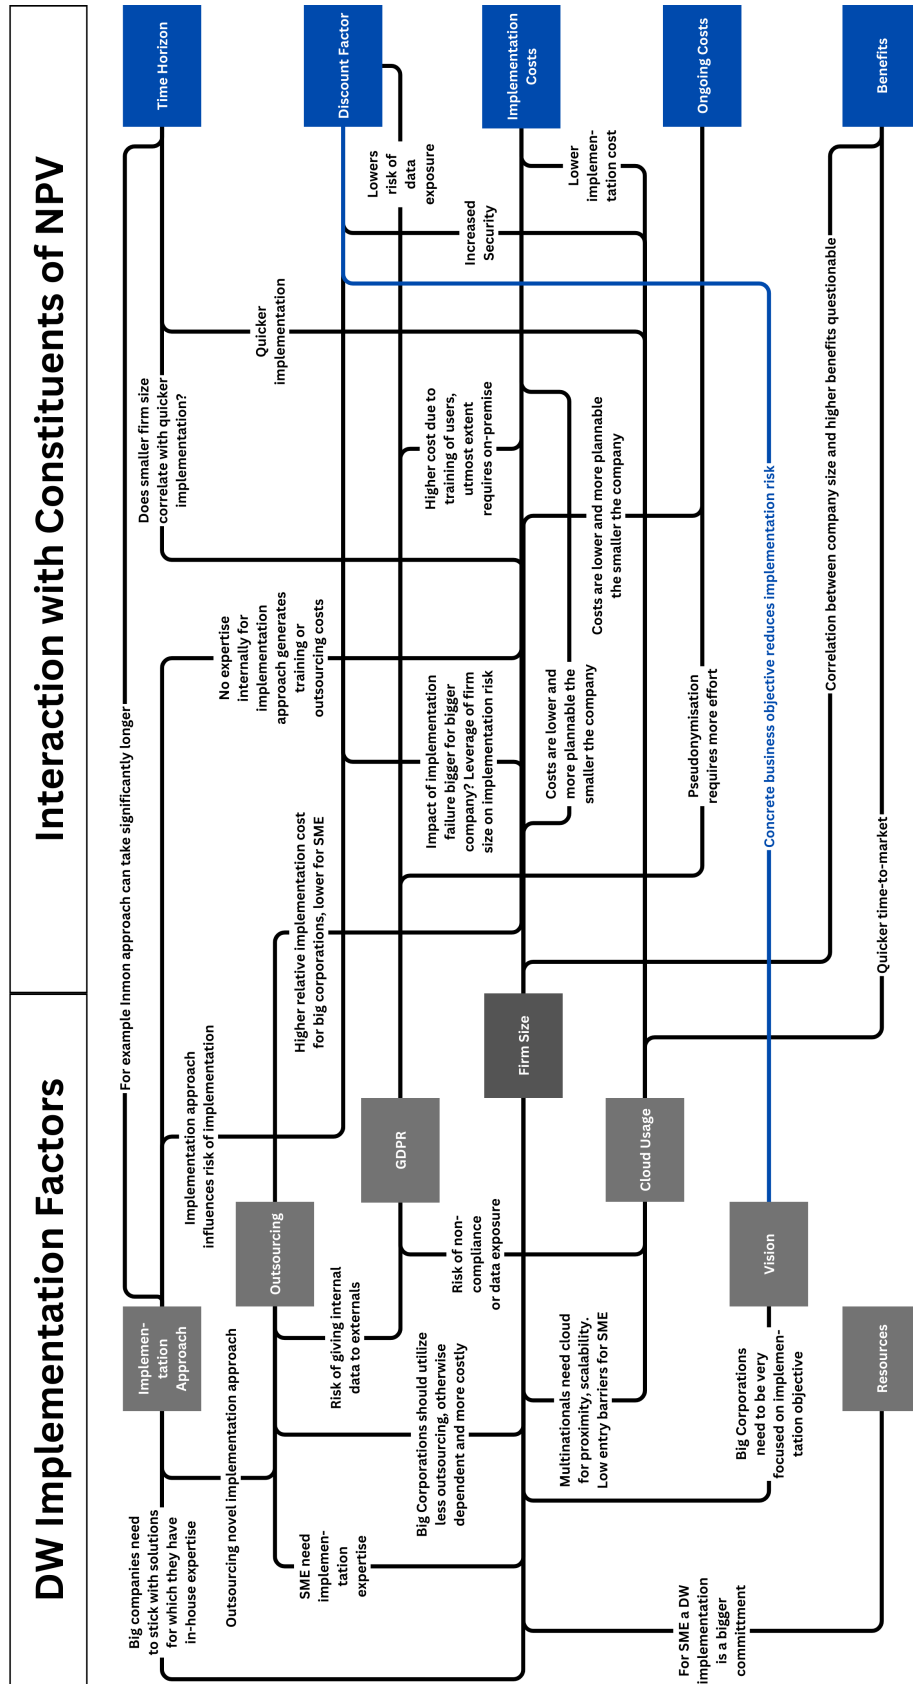 DW Implementation Factors
Interaction with Constituents of NPV
Big companies need
to stick with solutions
for which they have
in-house expertise
Implemen-
tation
Approach
For example Inmon approach can take significantly longer
Does smaller firm size
correlate with quicker
implementation?
Time Horizon
Outsourcing novel implementation approach
Implementation approach
influences risk of implementation
No expertise
internally for
implementation
approach generates
training or
outsourcing costs
Quicker
implementation
SME need
implemen-
tation
expertise
Risk of giving internal
data to externals
Outsourcing
Higher relative implementation cost
for big corporations, lower for SME
Discount Factor
Lowers
risk of
data
exposure
Big Corporations should utilize
less outsourcing, otherwise
dependent and more costly
GDPR
Impact of implementation
failure bigger for bigger
company? Leverage of firm
size on implementation risk
Higher cost due to
training of users,
utmost extent
requires on-premise
Increased
Security
Risk of non-
compliance
or data exposure
Firm Size
Implementation
Costs
Multinationals need cloud
for proximity, scalability.
Low entry barriers for SME
Costs are lower and
more plannable the
smaller the company
Costs are lower and more plannable
the smaller the company
Lower
implemen-
tation cost
Cloud Usage
For SME a DW
implementation
is a bigger
committment
Pseudonymisation
requires more effort
Ongoing Costs
Big Corporations
need to be very
focused on implemen-
tation objective
Vision
Concrete business objective reduces implementation risk
Correlation between company size and higher benefits questionable
Resources
Quicker time-to-market
Benefits